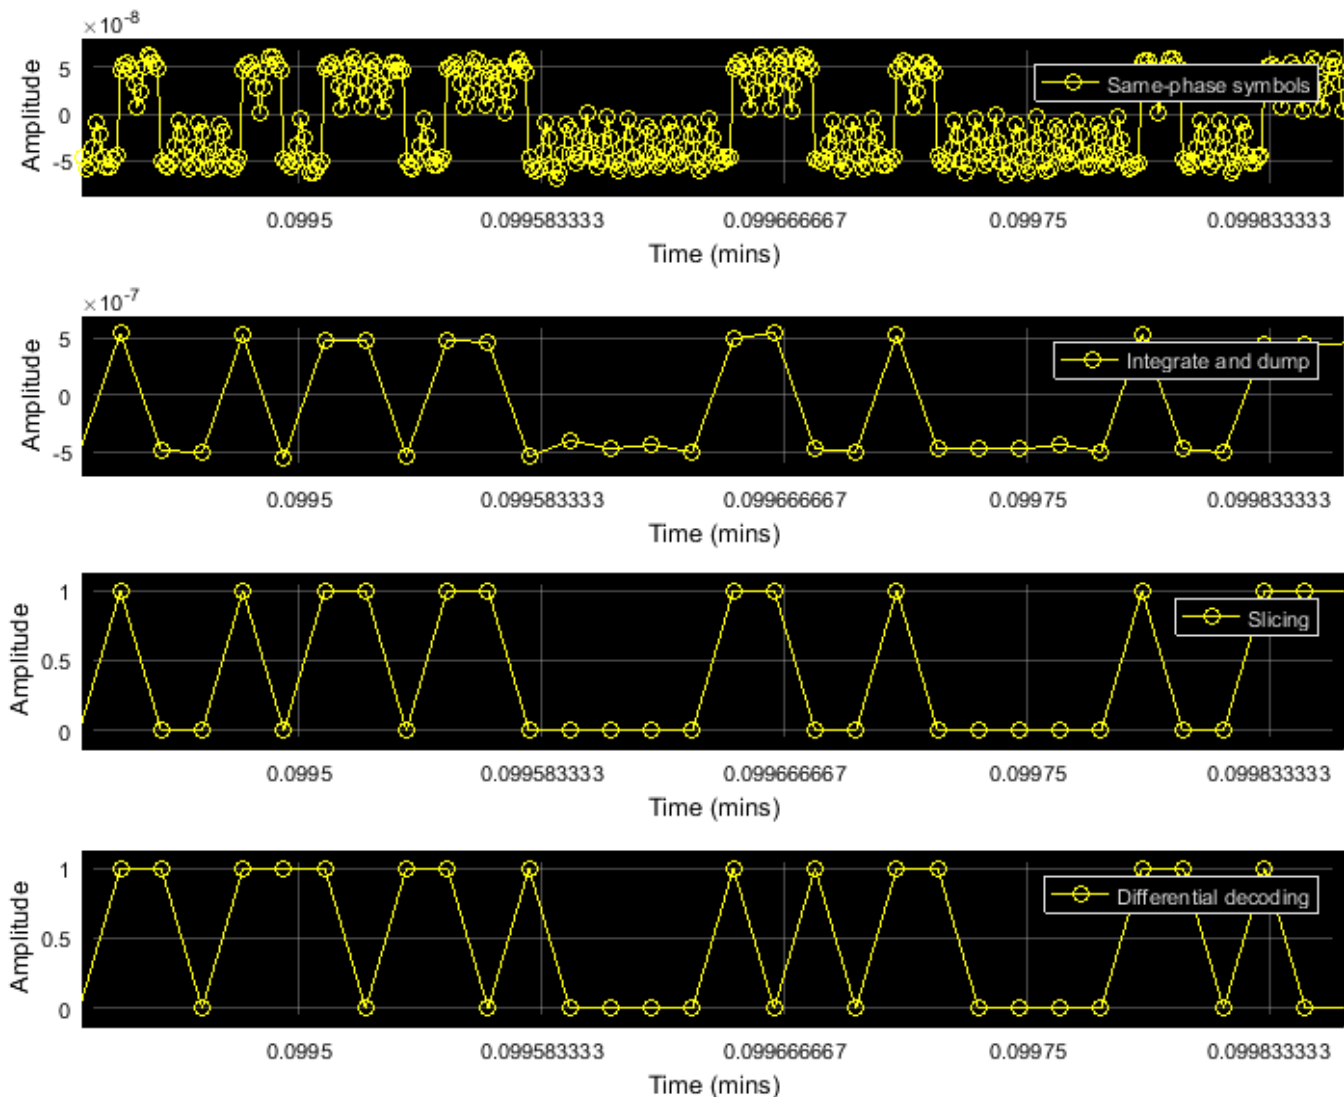 ×10-8
5
0
-5
Amplitude
Same-phase symbols
0.0995 0.099583333 0.099666667 0.09975 0.099833333
Time (mins)
×10-7
5
0
-5
Amplitude
Integrate and dump
0.0995 0.099583333 0.099666667 0.09975 0.099833333
Time (mins)
1
0.5
0
Amplitude
Slicing
0.0995 0.099583333 0.099666667 0.09975 0.099833333
Time (mins)
1
0.5
0
Amplitude
Differential decoding
0.0995 0.099583333 0.099666667 0.09975 0.099833333
Time (mins)